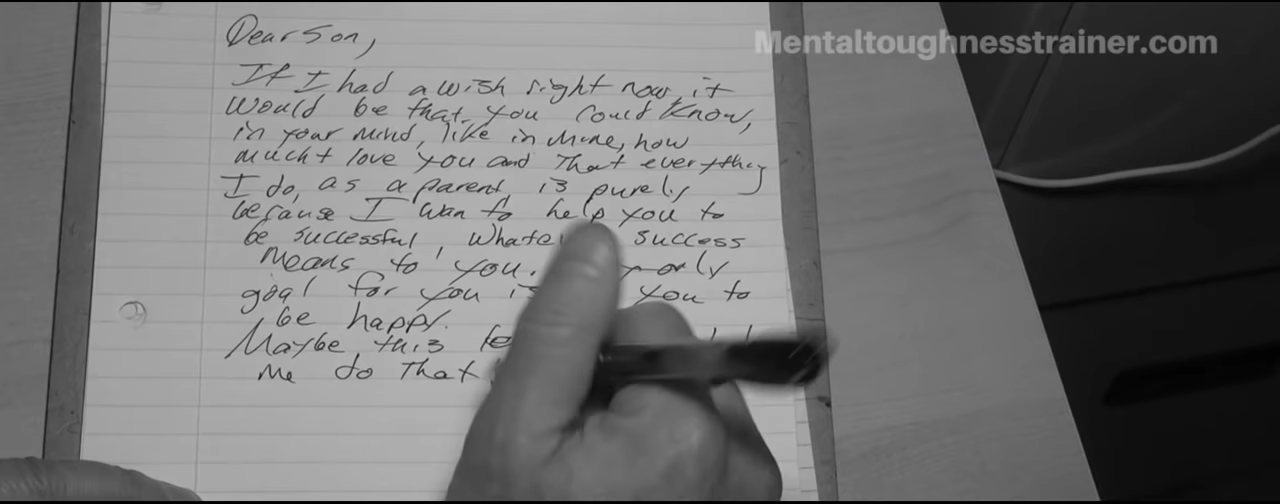 Mentaltoughnesstrainer.com
Dear Son,
If I had a wish right now, it
would be that you could know,
in your mind, like in mine, how
much I love you and that everything
I do, as a parent, is purely
because I wan to help you to
be successful, success
means to you. only
goal for you is you to
be happy.
Maybe this
me do that